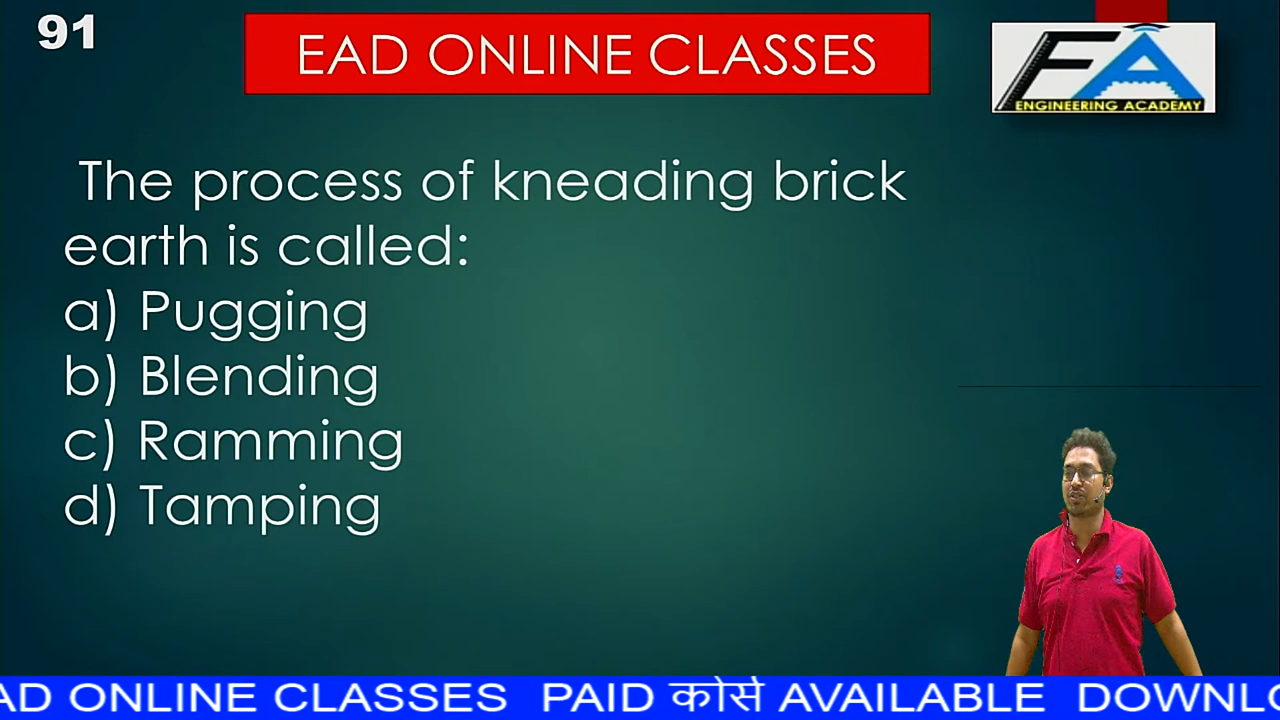 91
EAD ONLINE CLASSES
ENGINEERING ACADEMY
The process of kneading brick
earth is called:
a) Pugging
b) Blending
c) Ramming
d) Tamping
AD ONLINE CLASSES PAID कोर्स AVAILABLE DOWNLO